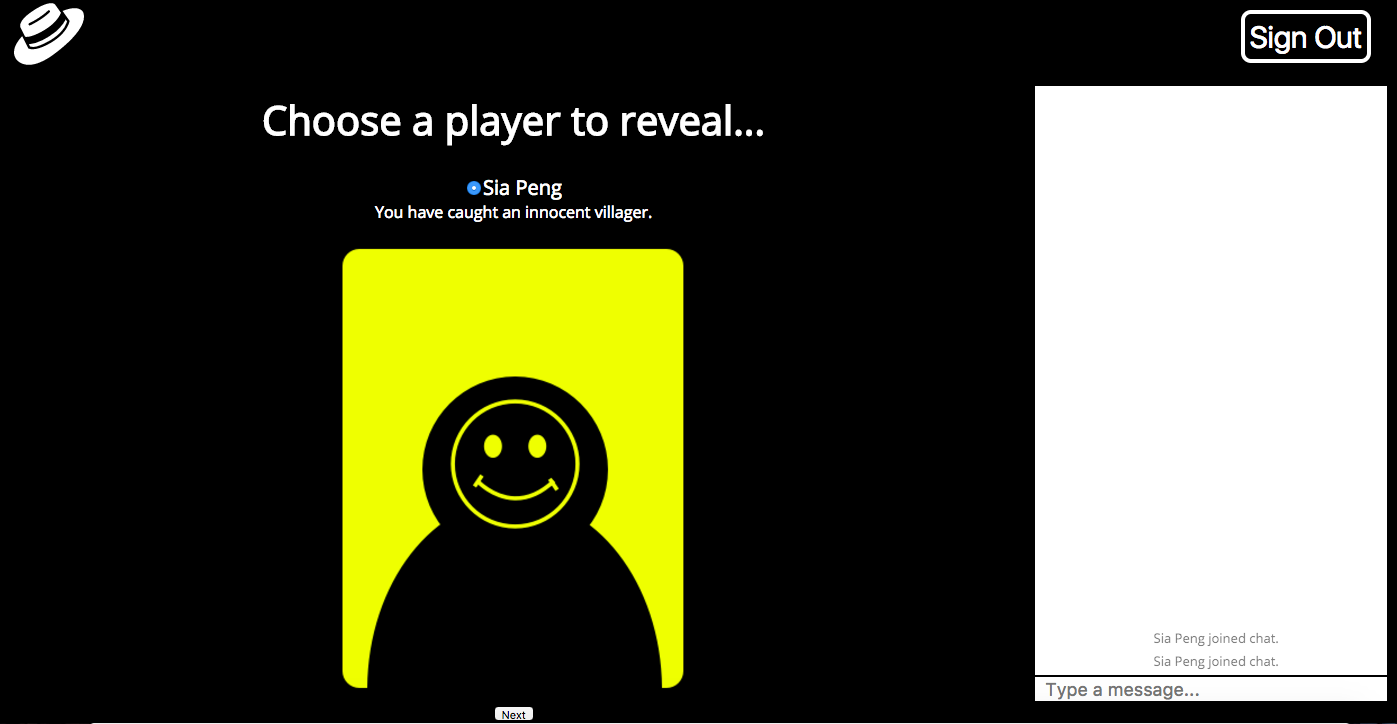 Sign Out
Choose a player to reveal...
Sia Peng
You have caught an innocent villager.
Next
Sia Peng joined chat.
Sia Peng joined chat.
Type a message...